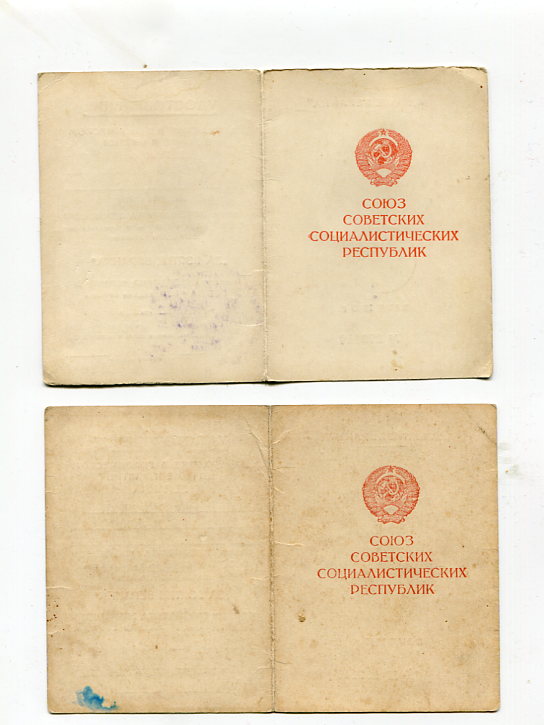 СОЮЗ
СОВЕТСКИХ
СОЦИАЛИСТИЧЕСКИХ
РЕСПУБЛИК
СОЮЗ
СОВЕТСКИХ
СОЦИАЛИСТИЧЕСКИХ
РЕСПУБЛИК